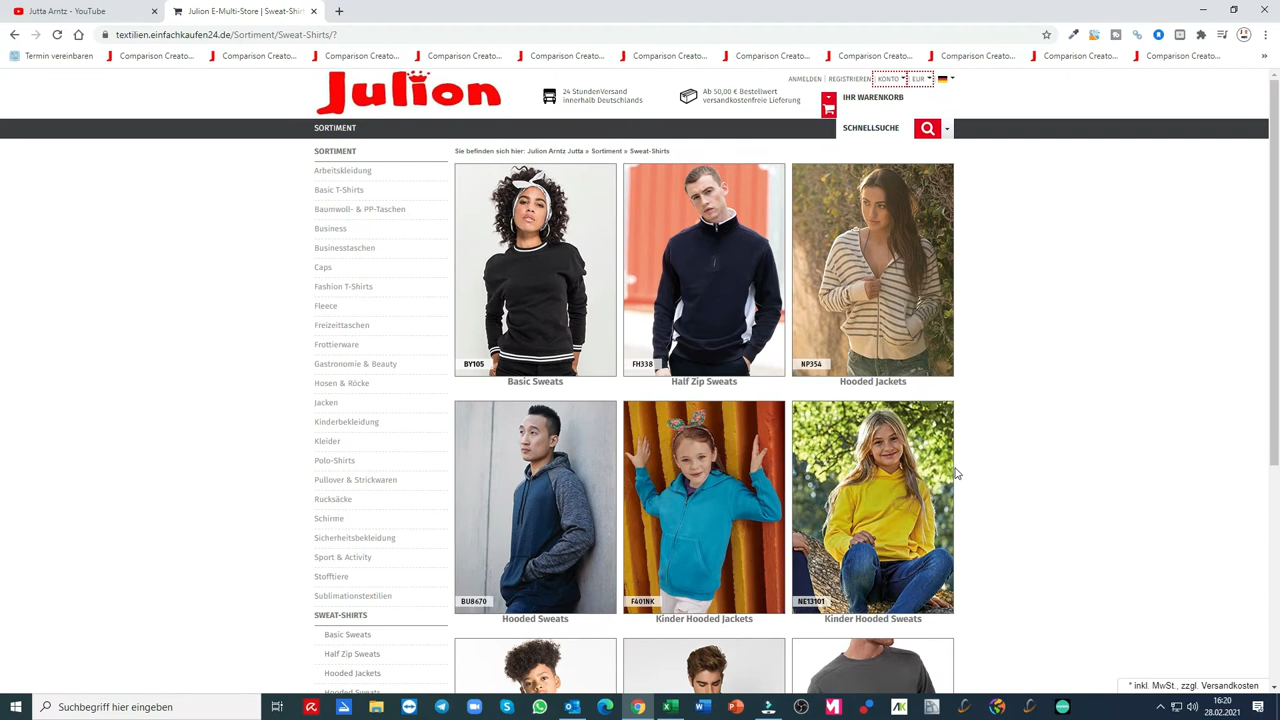 Jutta Arntz - YouTube
Julion E-Multi-Store | Sweat-Shi
textilien.einfachkaufen24.de/Sortiment/Sweat-Shirts/?
Termin vereinbaren
Comparison Creato...
Comparison Creato...
Comparison Creato...
Comparison Creato...
Comparison Creato...
Comparison Creato...
Comparison Creato...
Comparison Creato...
Comparison Creato...
Comparison Creato...
Comparison Creato...
Julion
24 StundenVersand
innerhalb Deutschlands
Ab 50,00 € Bestellwert
versandkostenfreie Lieferung
ANMELDEN | REGISTRIEREN KONTO EUR
IHR WARENKORB
SORTIMENT
SCHNELLSUCHE
SORTIMENT
Arbeitskleidung
Basic T-Shirts
Baumwoll- & PP-Taschen
Business
Businesstaschen
Caps
Fashion T-Shirts
Fleece
Freizeittaschen
Frottierware
Gastronomie & Beauty
Hosen & Röcke
Jacken
Kinderbekleidung
Kleider
Polo-Shirts
Pullover & Strickwaren
Rucksäcke
Schirme
Sicherheitsbekleidung
Sport & Activity
Stofftiere
Sublimationstextilien
SWEAT-SHIRTS
Basic Sweats
Half Zip Sweats
Hooded Jackets
Hooded Sweats
Sie befinden sich hier: Julion Arntz Jutta » Sortiment » Sweat-Shirts
BY105
Basic Sweats
FH338
Half Zip Sweats
NP354
Hooded Jackets
BU8670
Hooded Sweats
F401NK
Kinder Hooded Jackets
NE13101
Kinder Hooded Sweats
* inkl. MwSt., zzgl. Versandkosten
Suchbegriff hier eingeben
16:20
28.02.2021